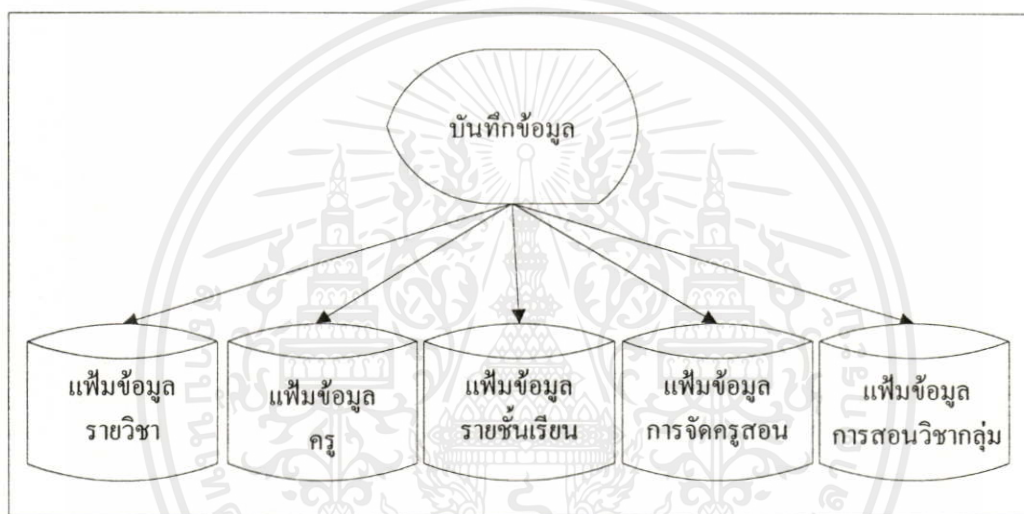 บันทึกข้อมูล
แฟ้มข้อมูล
รายวิชา
แฟ้มข้อมูล
ครู
แฟ้มข้อมูล
รายชั้นเรียน
แฟ้มข้อมูล
การจัดครูสอน
แฟ้มข้อมูล
การสอนวิชากลุ่ม